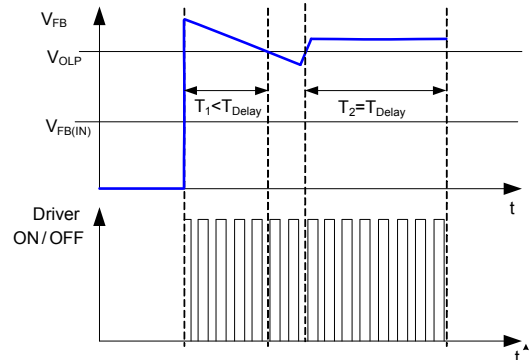 VFB
VOLP
T1<TDelay
T2=TDelay
VFB(IN)
t
Driver
ON/OFF
t